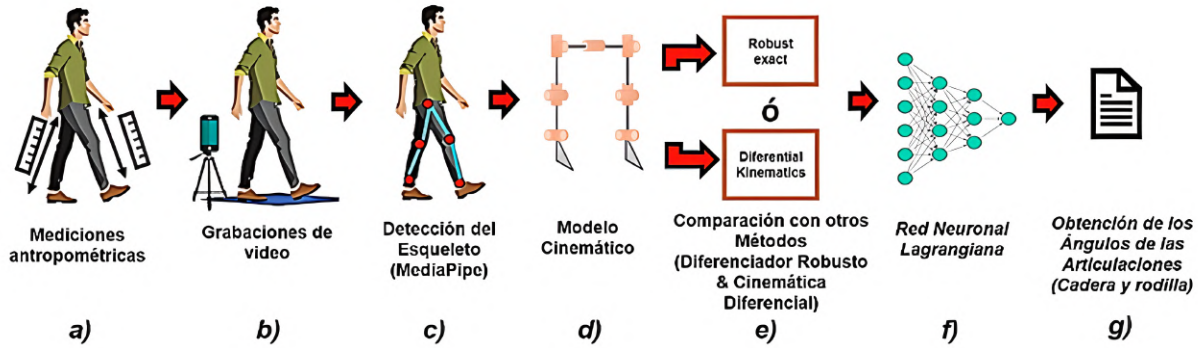 Mediciones
antropométricas
a)
Grabaciones de
video
b)
Detección del
Esqueleto
(MediaPipe)
c)
Modelo
Cinemático
d)
Robust
exact
Ó
Diferential
Kinematics
Comparación con otros
Métodos
(Diferenciador Robusto
& Cinemática
Diferencial)
e)
Red Neuronal
Lagrangiana
f)
Obtención de los
Ángulos de las
Articulaciones
(Cadera y rodilla)
g)